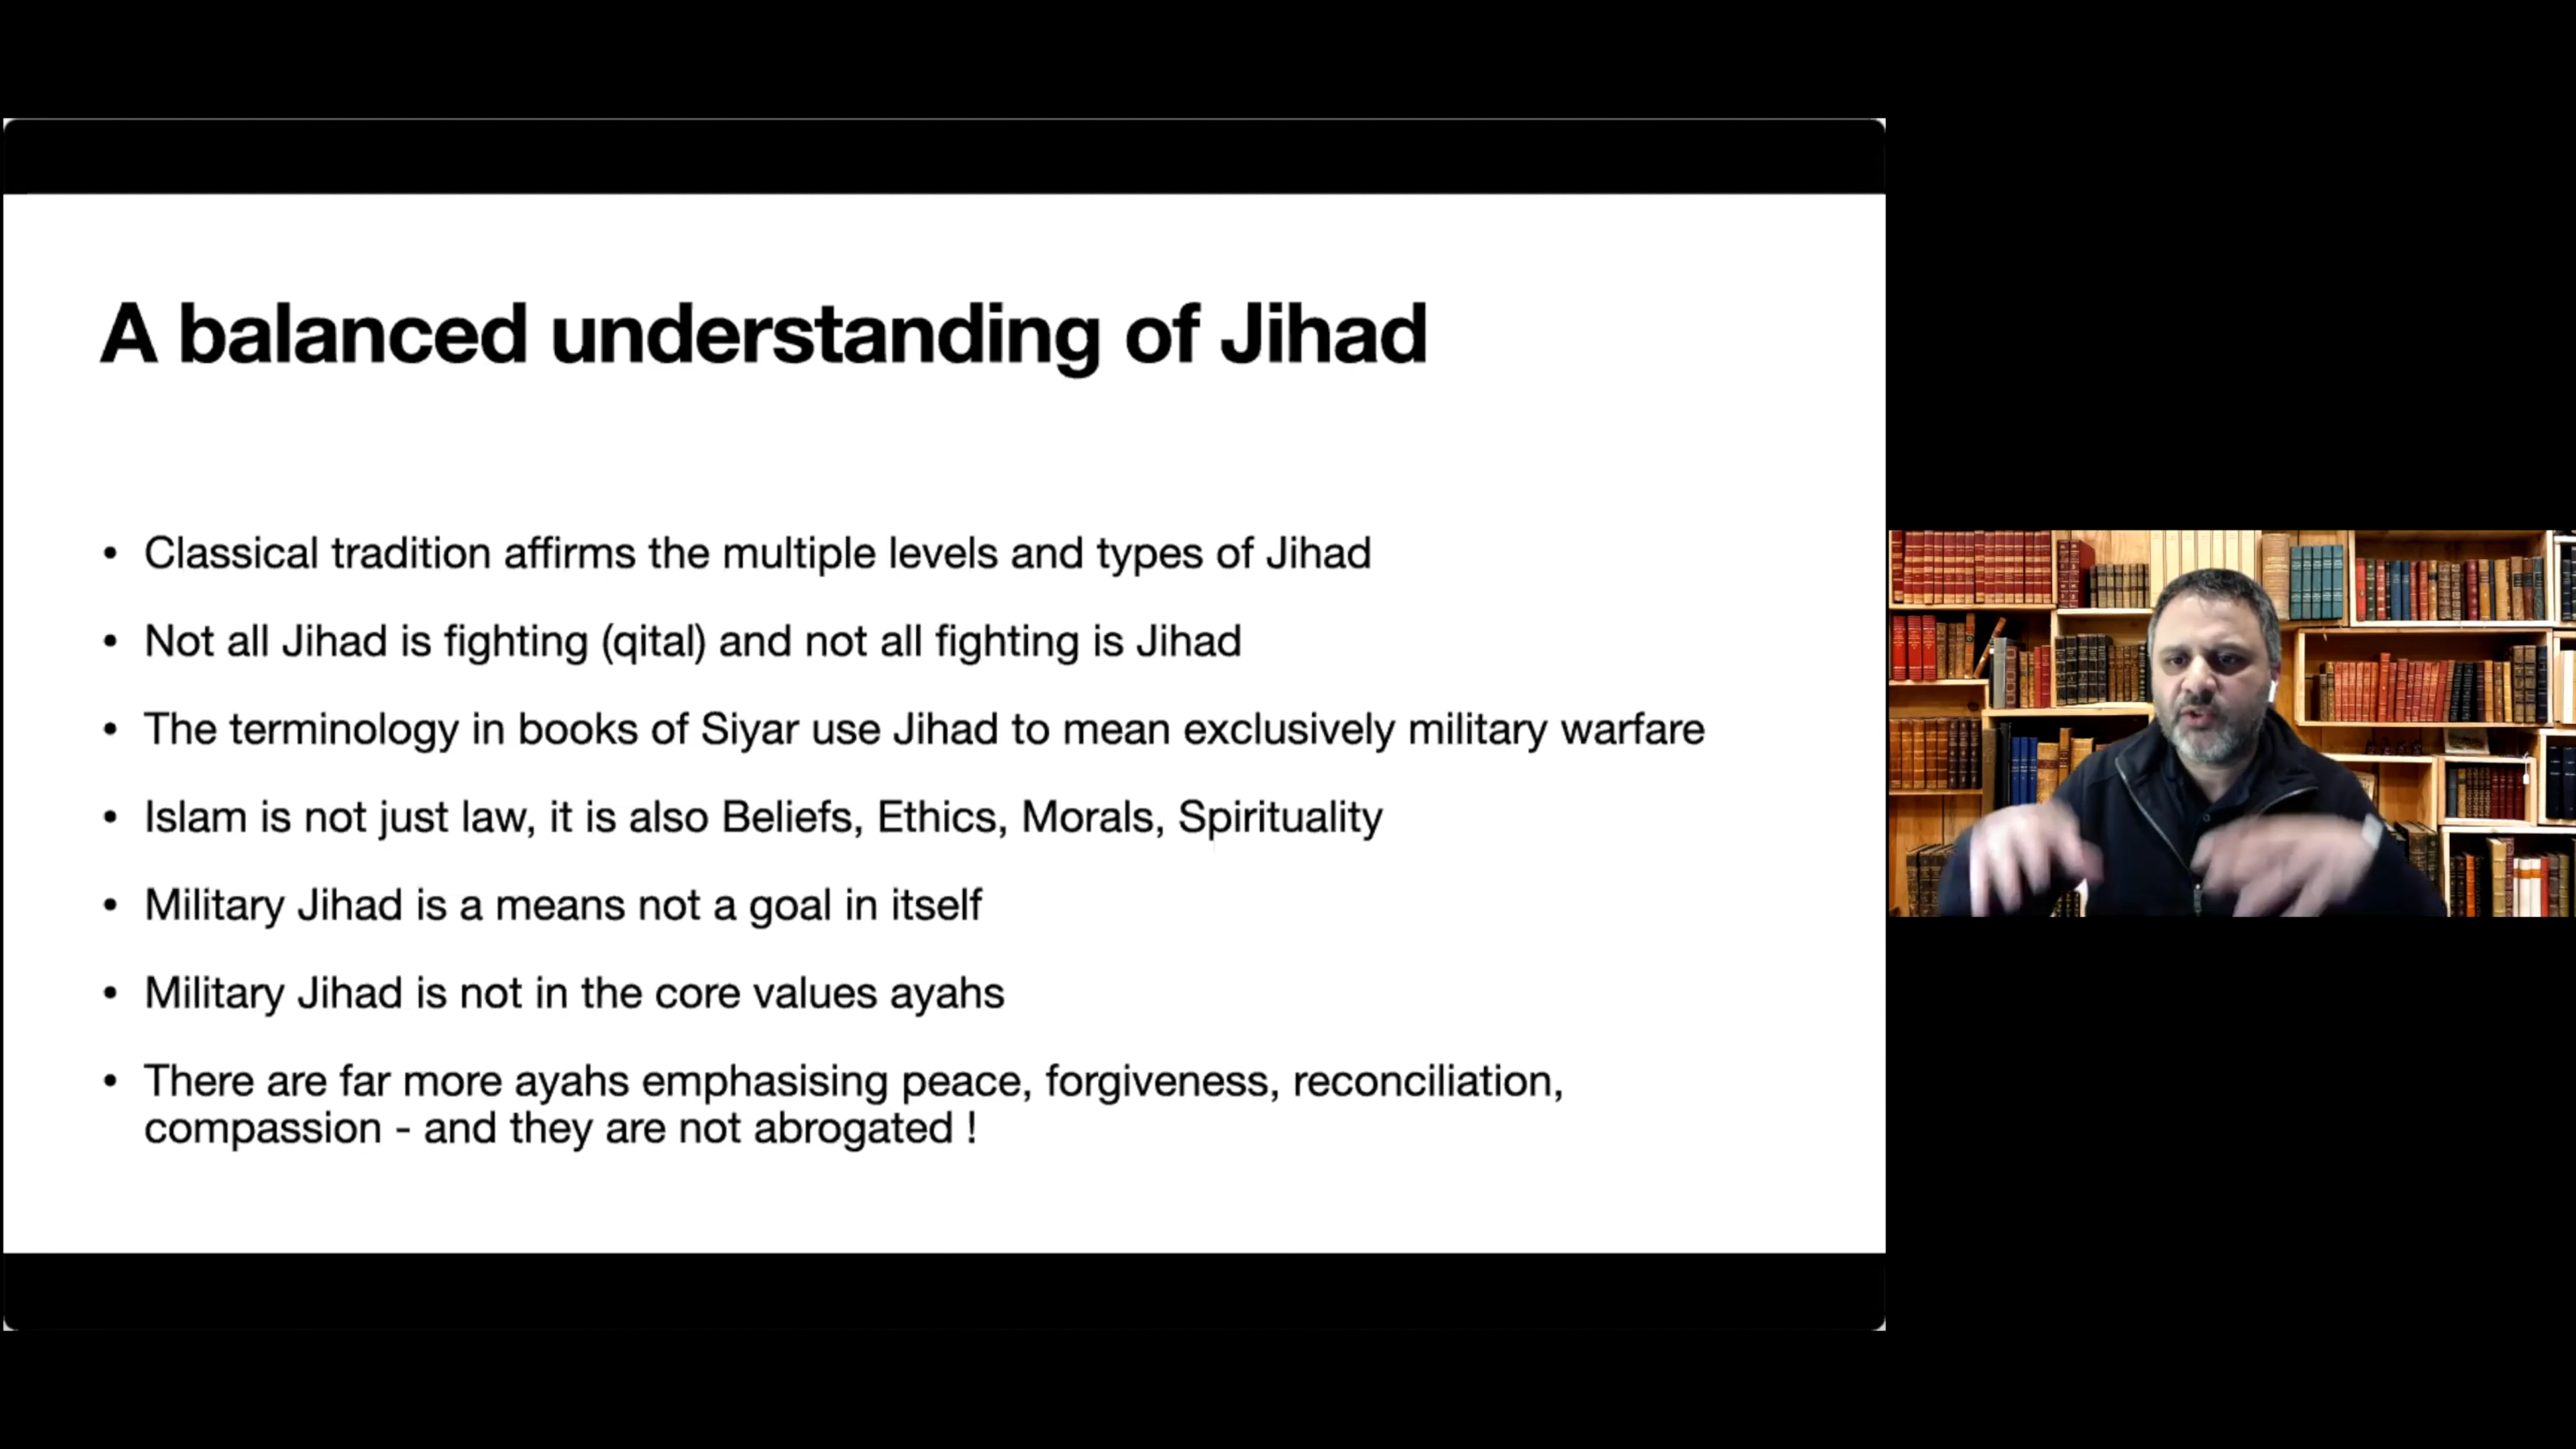 A balanced understanding of Jihad
• Classical tradition affirms the multiple levels and types of Jihad
• Not all Jihad is fighting (qital) and not all fighting is Jihad
• The terminology in books of Siyar use Jihad to mean exclusively military warfare
• Islam is not just law, it is also Beliefs, Ethics, Morals, Spirituality
• Military Jihad is a means not a goal in itself
• Military Jihad is not in the core values ayahs
• There are far more ayahs emphasising peace, forgiveness, reconciliation,
compassion - and they are not abrogated !